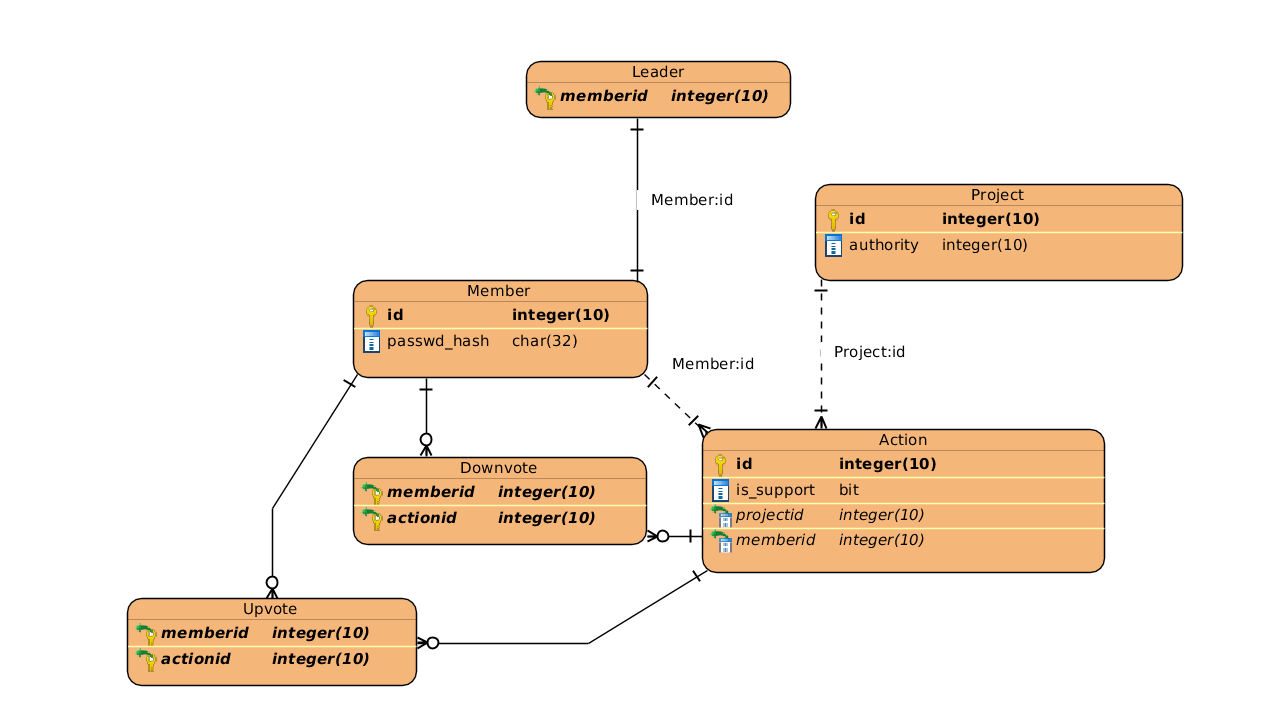 Leader
memberid integer(10)
Member:id
Project
id integer(10)
authority integer(10)
Member
id integer(10)
passwd_hash char(32)
Member:id
Project:id
Action
id integer(10)
is_support bit
projectid integer(10)
memberid integer(10)
Downvote
memberid integer(10)
actionid integer(10)
Upvote
memberid integer(10)
actionid integer(10)